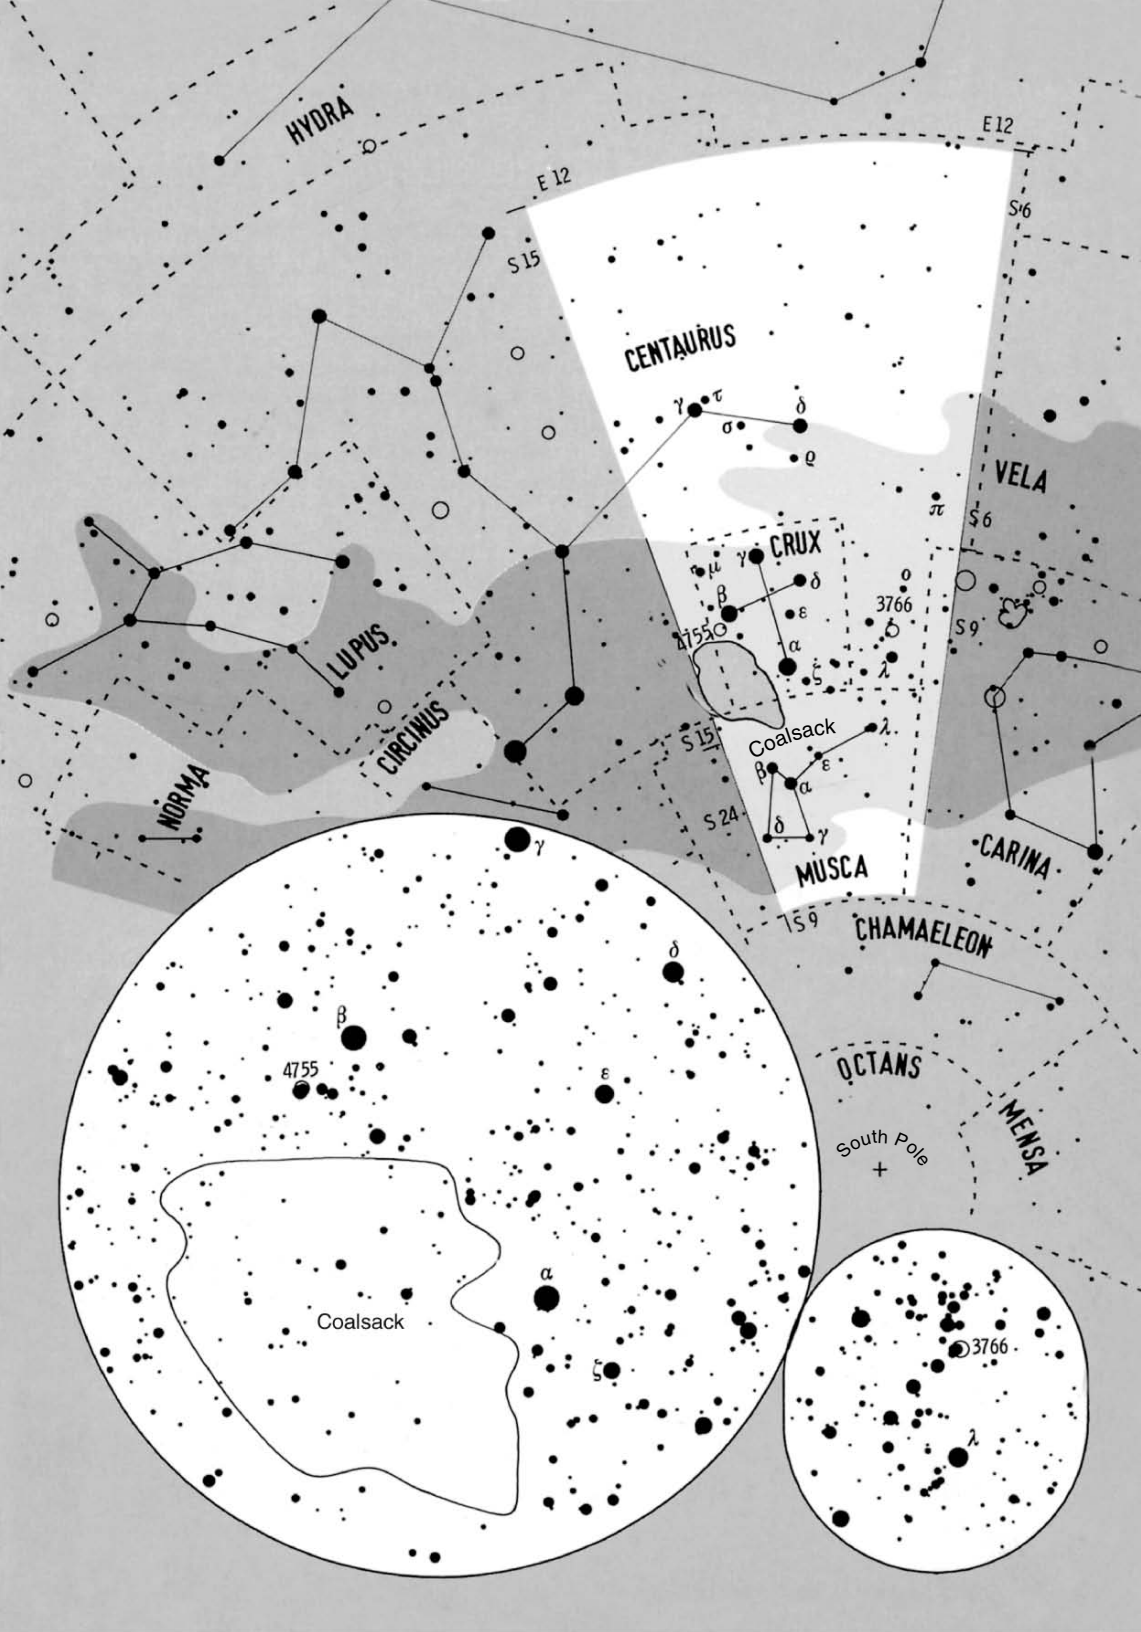 HYDRA
E 12
E 12
S 6
S 15
CENTAURUS
γ τ
δ
σ
ϱ
VELA
π
S 6
CRUX
μ γ
δ
ο
β
ε
3766
4755
S 9
α
LUPUS
ζ
λ
CIRCINUS
S 15
Coalsack
λ
β
ε
α
NORMA
S 24
δ γ
MUSCA
CARINA
S 9
CHAMAELEON
OCTANS
MENSA
South Pole
γ
δ
β
4755
ε
α
Coalsack
ζ
3766
λ